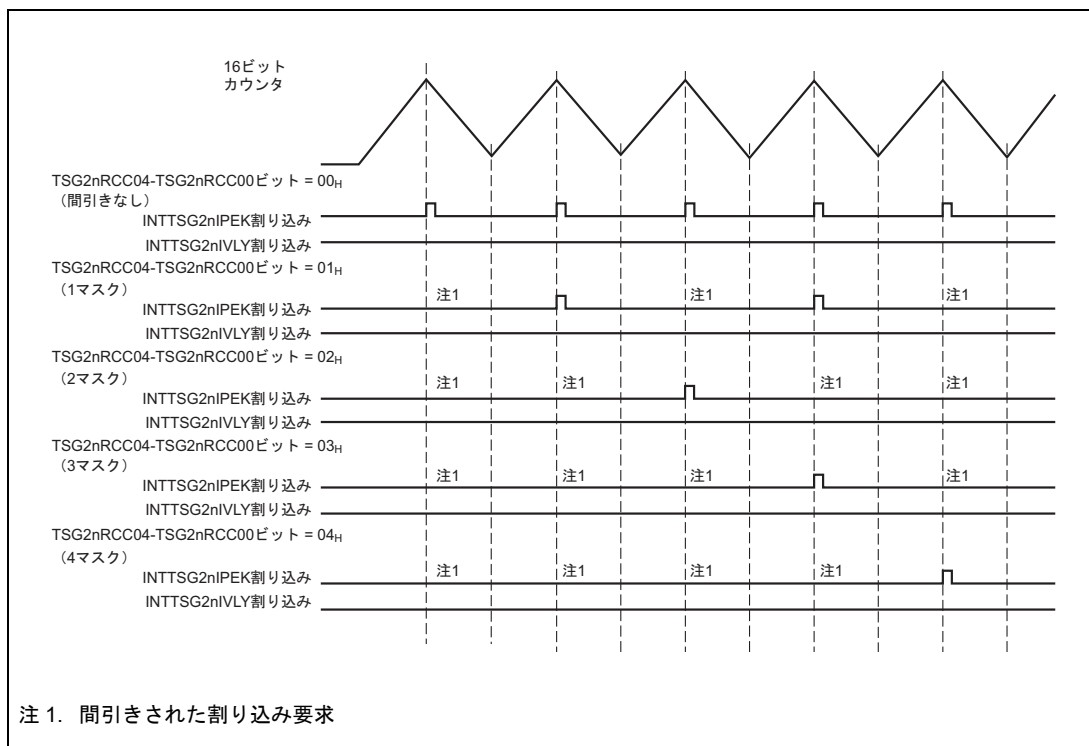 16ビット
カウンタ
TSG2nRCC04-TSG2nRCC00ビット = 00H
（間引きなし）
INTTSG2nIPEK割り込み
INTTSG2nIVLY割り込み
TSG2nRCC04-TSG2nRCC00ビット = 01H
（1マスク）
注1 注1 注1
INTTSG2nIPEK割り込み
INTTSG2nIVLY割り込み
TSG2nRCC04-TSG2nRCC00ビット = 02H
（2マスク）
注1 注1 注1 注1
INTTSG2nIPEK割り込み
INTTSG2nIVLY割り込み
TSG2nRCC04-TSG2nRCC00ビット = 03H
（3マスク）
注1 注1 注1 注1
INTTSG2nIPEK割り込み
INTTSG2nIVLY割り込み
TSG2nRCC04-TSG2nRCC00ビット = 04H
（4マスク）
注1 注1 注1 注1
INTTSG2nIPEK割り込み
INTTSG2nIVLY割り込み
注 1. 間引きされた割り込み要求